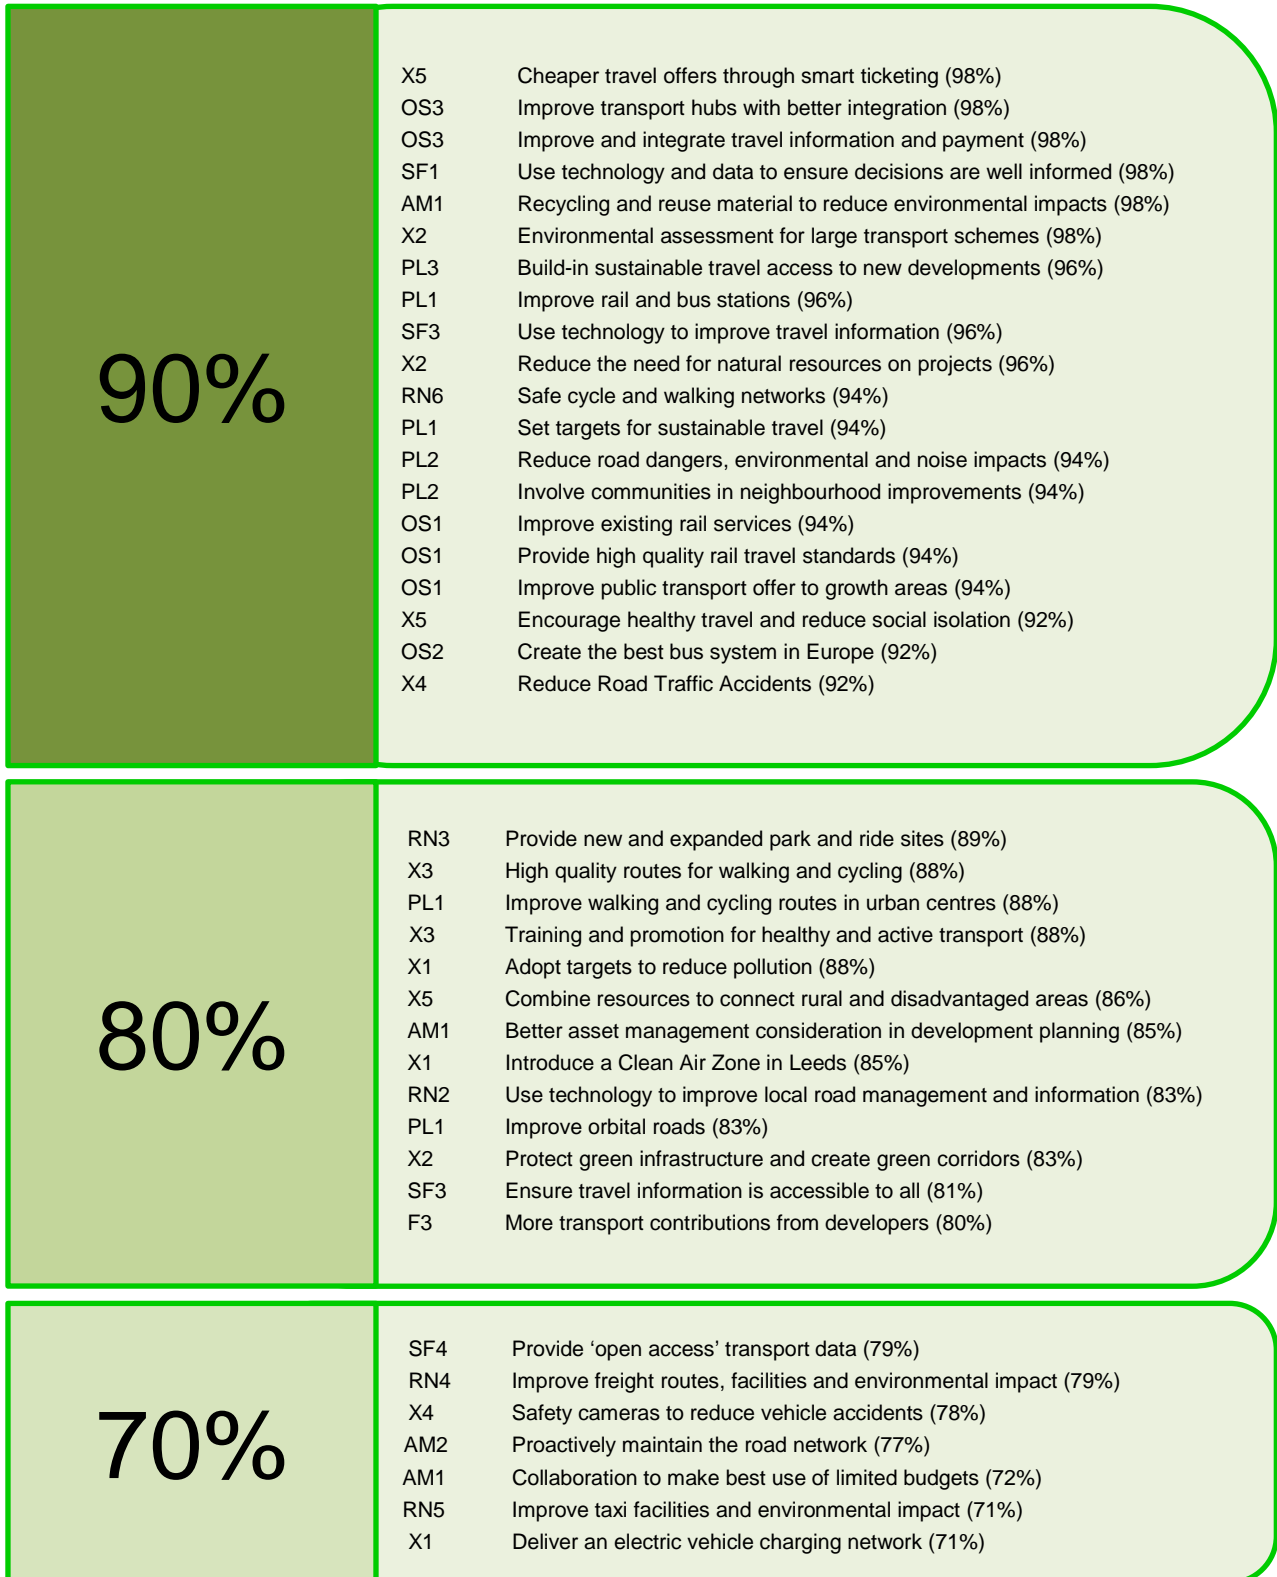 90%
X5 Cheaper travel offers through smart ticketing (98%)
OS3 Improve transport hubs with better integration (98%)
OS3 Improve and integrate travel information and payment (98%)
SF1 Use technology and data to ensure decisions are well informed (98%)
AM1 Recycling and reuse material to reduce environmental impacts (98%)
X2 Environmental assessment for large transport schemes (98%)
PL3 Build-in sustainable travel access to new developments (96%)
PL1 Improve rail and bus stations (96%)
SF3 Use technology to improve travel information (96%)
X2 Reduce the need for natural resources on projects (96%)
RN6 Safe cycle and walking networks (94%)
PL1 Set targets for sustainable travel (94%)
PL2 Reduce road dangers, environmental and noise impacts (94%)
PL2 Involve communities in neighbourhood improvements (94%)
OS1 Improve existing rail services (94%)
OS1 Provide high quality rail travel standards (94%)
OS1 Improve public transport offer to growth areas (94%)
X5 Encourage healthy travel and reduce social isolation (92%)
OS2 Create the best bus system in Europe (92%)
X4 Reduce Road Traffic Accidents (92%)
80%
RN3 Provide new and expanded park and ride sites (89%)
X3 High quality routes for walking and cycling (88%)
PL1 Improve walking and cycling routes in urban centres (88%)
X3 Training and promotion for healthy and active transport (88%)
X1 Adopt targets to reduce pollution (88%)
X5 Combine resources to connect rural and disadvantaged areas (86%)
AM1 Better asset management consideration in development planning (85%)
X1 Introduce a Clean Air Zone in Leeds (85%)
RN2 Use technology to improve local road management and information (83%)
PL1 Improve orbital roads (83%)
X2 Protect green infrastructure and create green corridors (83%)
SF3 Ensure travel information is accessible to all (81%)
F3 More transport contributions from developers (80%)
70%
SF4 Provide ‘open access’ transport data (79%)
RN4 Improve freight routes, facilities and environmental impact (79%)
X4 Safety cameras to reduce vehicle accidents (78%)
AM2 Proactively maintain the road network (77%)
AM1 Collaboration to make best use of limited budgets (72%)
RN5 Improve taxi facilities and environmental impact (71%)
X1 Deliver an electric vehicle charging network (71%)